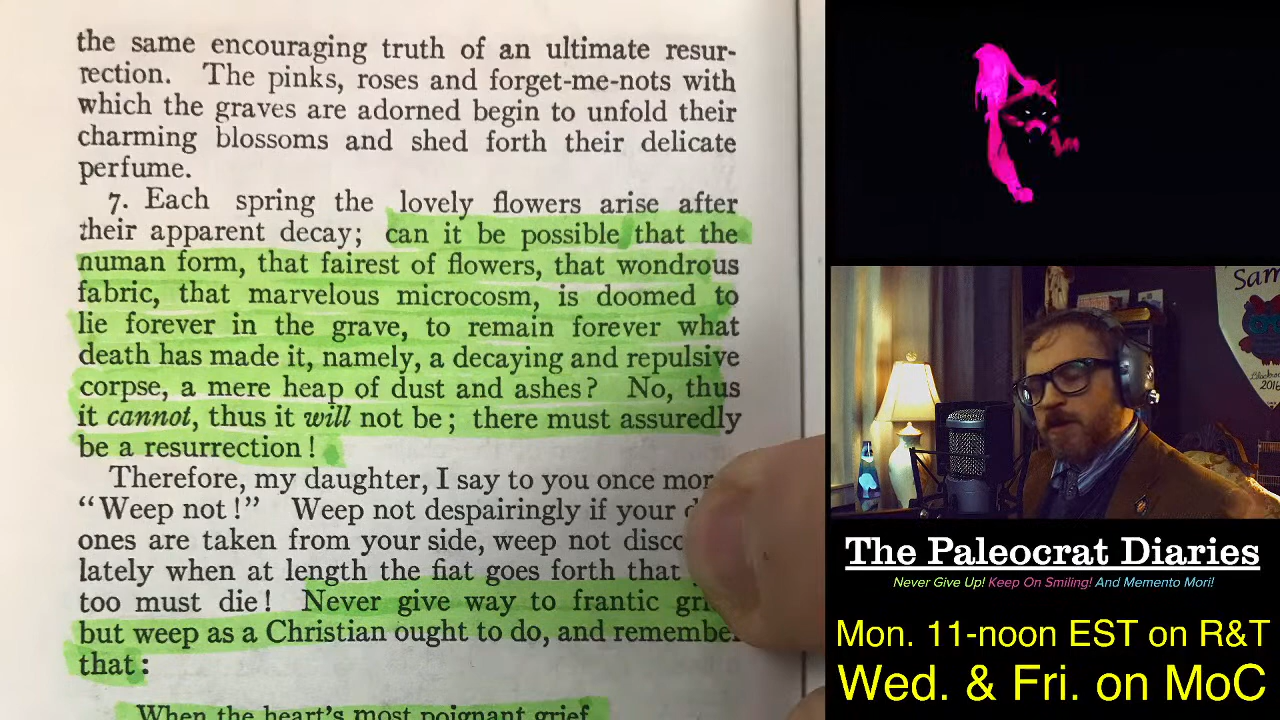 the same encouraging truth of an ultimate resur-
rection. The pinks, roses and forget-me-nots with
which the graves are adorned begin to unfold their
charming blossoms and shed forth their delicate
perfume.
7. Each spring the lovely flowers arise after
their apparent decay; can it be possible that the
human form, that fairest of flowers, that wondrous
fabric, that marvelous microcosm, is doomed to
lie forever in the grave, to remain forever what
death has made it, namely, a decaying and repulsive
corpse, a mere heap of dust and ashes? No, thus
it cannot, thus it will not be; there must assuredly
be a resurrection!
Therefore, my daughter, I say to you once mor
"Weep not!" Weep not despairingly if your
ones are taken from your side, weep not disco
lately when at length the fiat goes forth that
too must die! Never give way to frantic gri
but weep as a Christian ought to do, and remember
that:
When the heart's most poignant grief
Sam
2016
The Paleocrat Diaries
Never Give Up! Keep On Smiling! And Memento Mori!
Mon. 11-noon EST on R&T
Wed. & Fri. on MoC